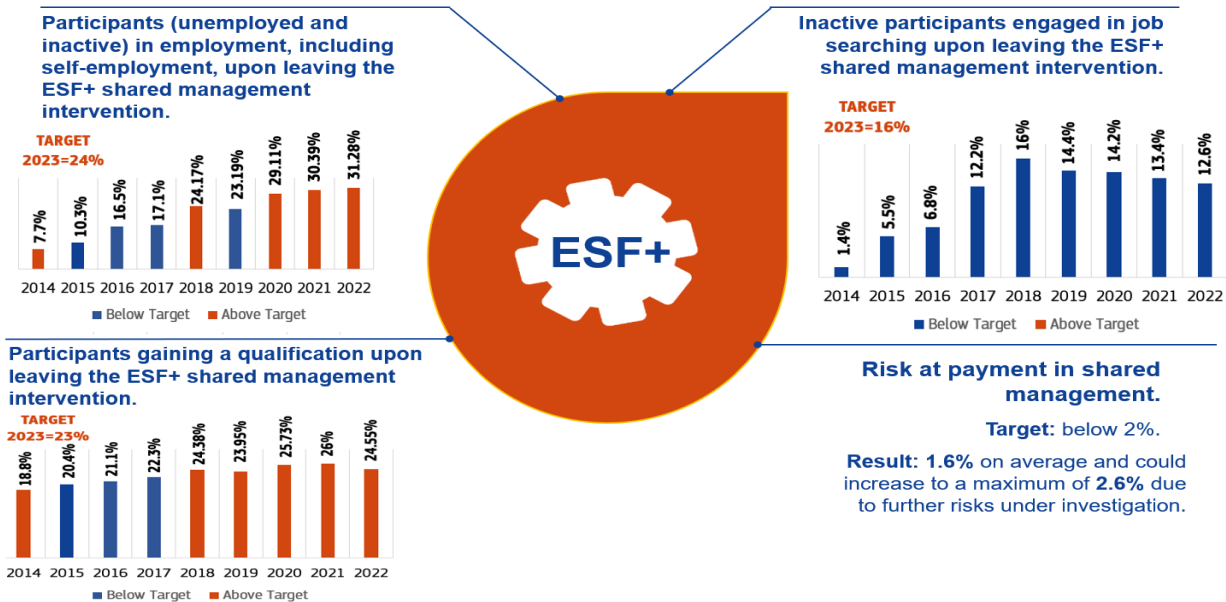 Participants (unemployed and
inactive) in employment, including
self-employment, upon leaving the
ESF+ shared management
intervention.
TARGET
2023=24%
7.7%
10.3%
16.5%
17.1%
24.17%
23.19%
29.11%
30.39%
31.28%
2014 2015 2016 2017 2018 2019 2020 2021 2022
Below Target Above Target
Inactive participants engaged in job
searching upon leaving the ESF+
shared management intervention.
TARGET
2023=16%
1.4%
5.5%
6.8%
12.2%
16%
14.4%
14.2%
13.4%
12.6%
2014 2015 2016 2017 2018 2019 2020 2021 2022
Below Target Above Target
ESF+
Participants gaining a qualification upon
leaving the ESF+ shared management
intervention.
TARGET
2023=23%
18.8%
20.4%
21.1%
22.3%
24.38%
23.95%
25.73%
26%
24.55%
2014 2015 2016 2017 2018 2019 2020 2021 2022
Below Target Above Target
Risk at payment in shared
management.
Target: below 2%.
Result: 1.6% on average and could
increase to a maximum of 2.6% due
to further risks under investigation.